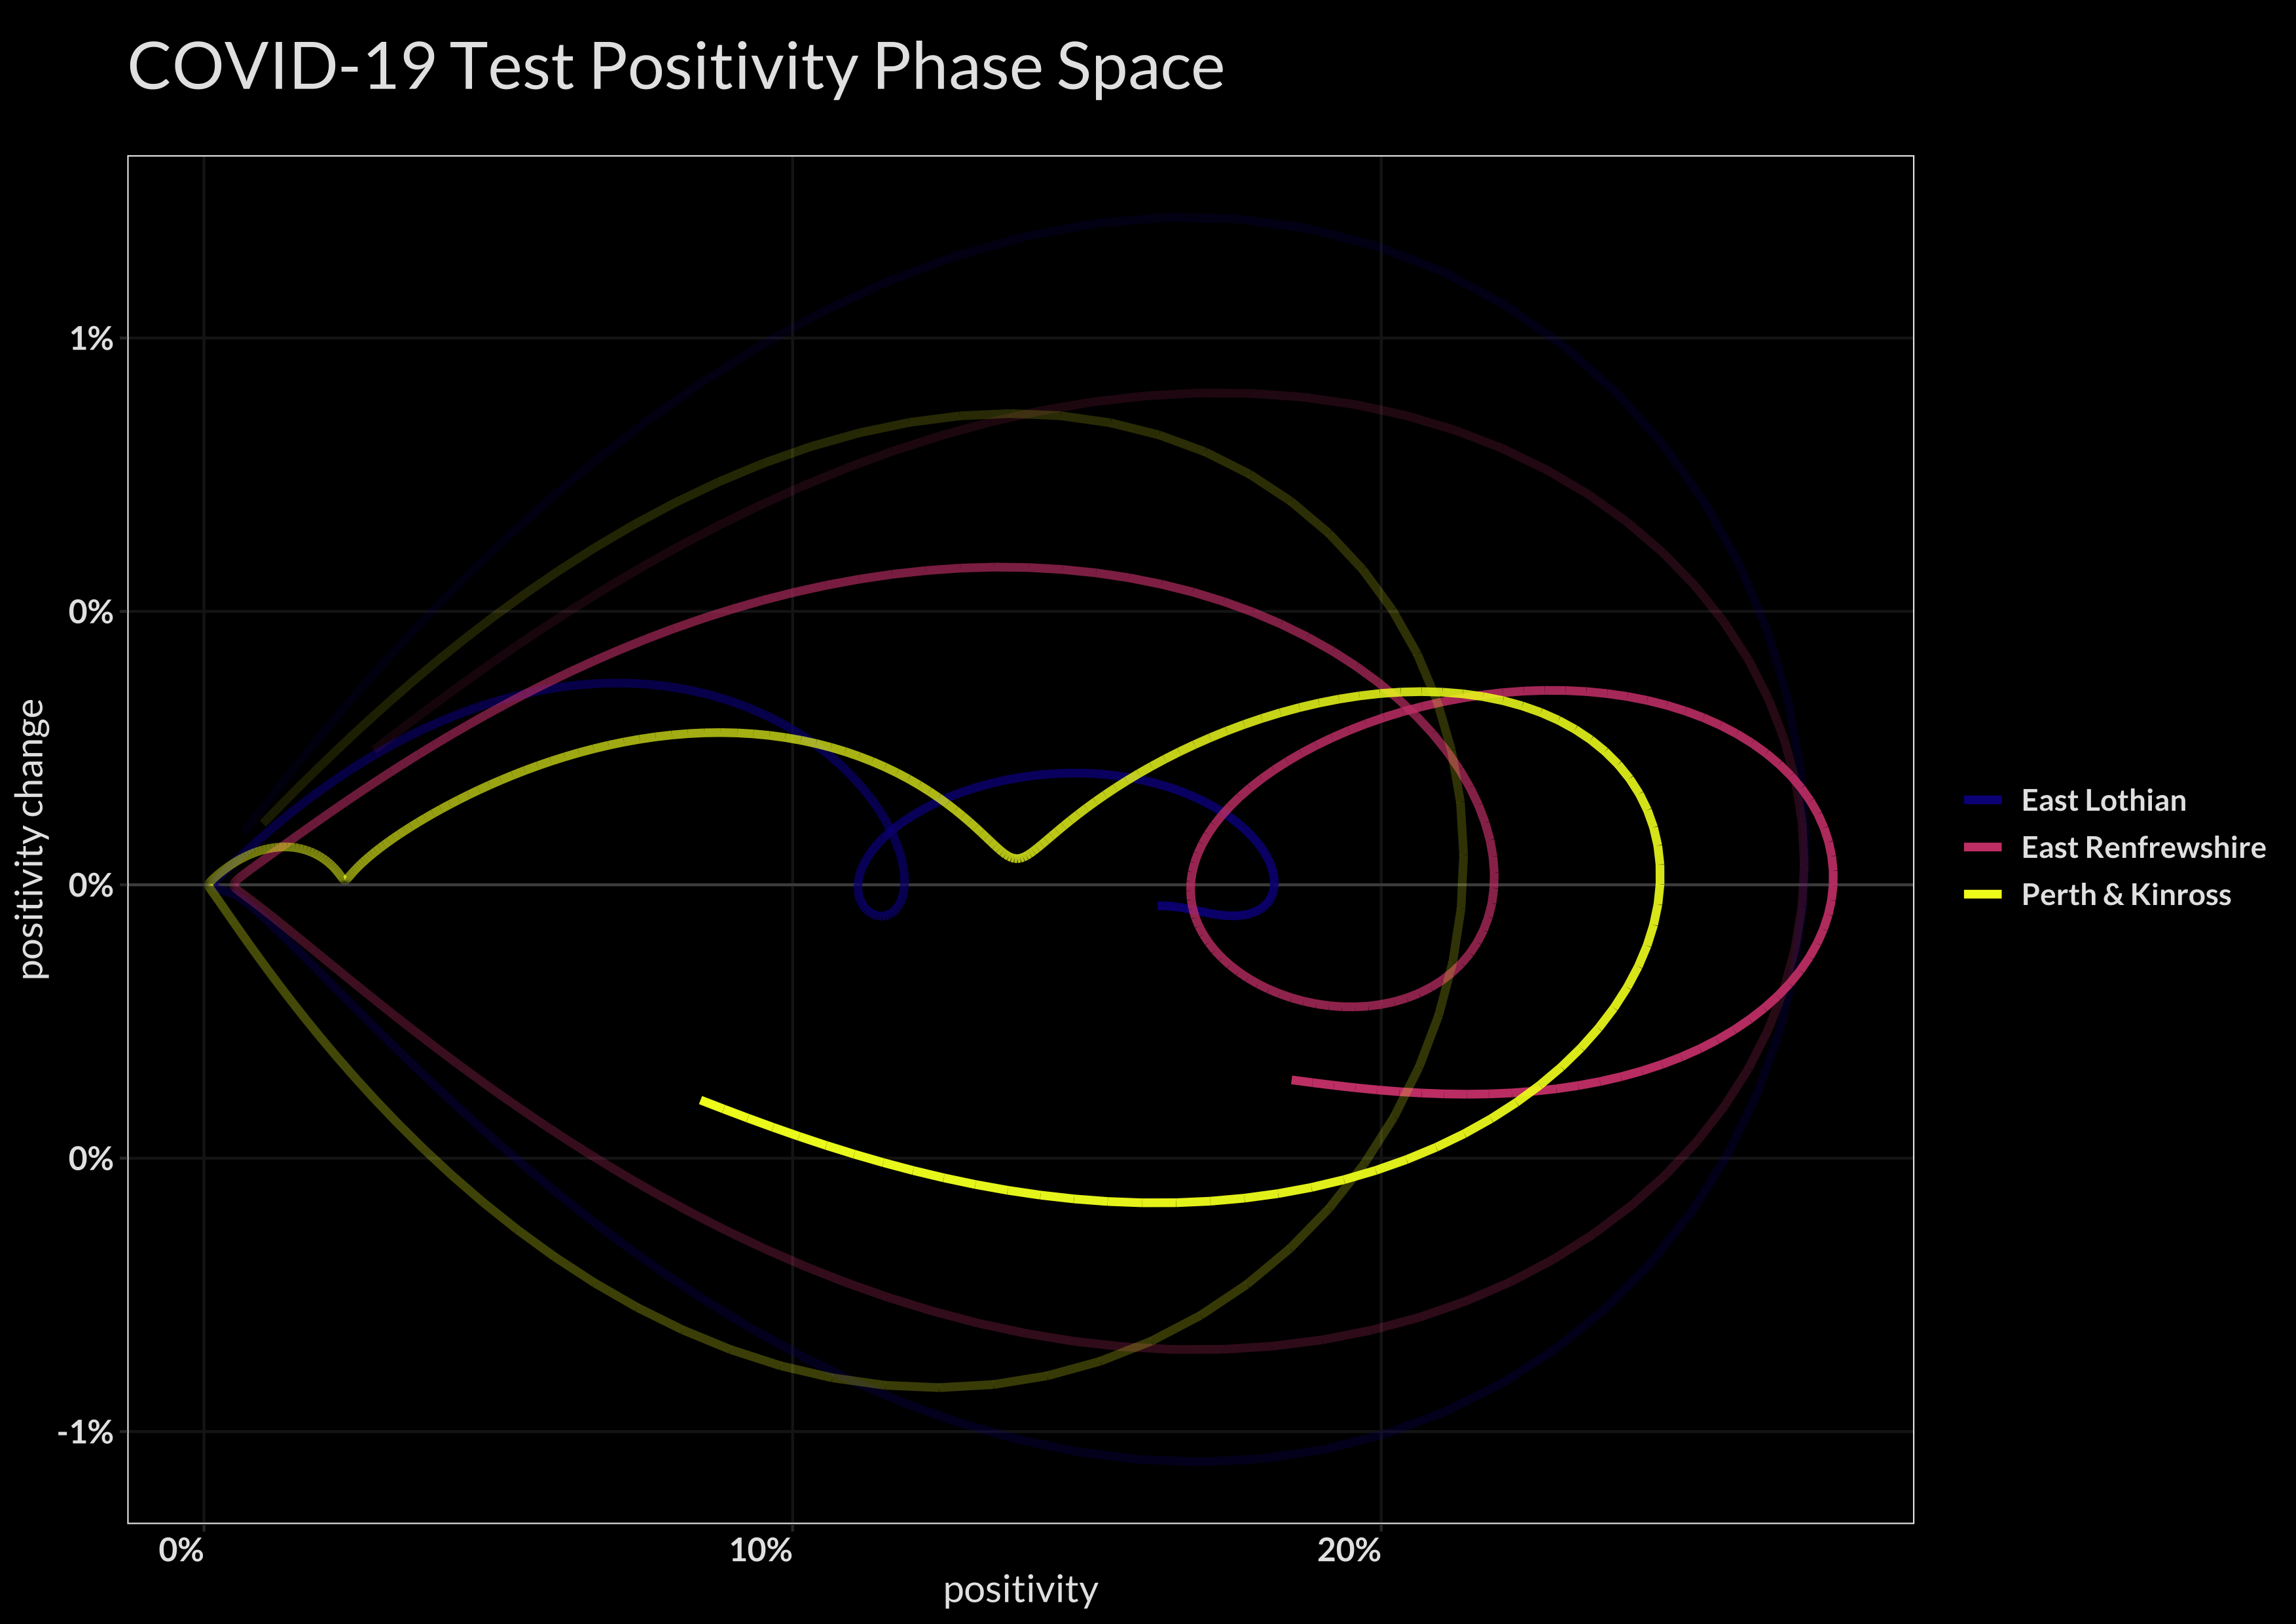 COVID-19 Test Positivity Phase Space
positivity change
1%
0%
0%
0%
-1%
0% 10% 20%
positivity
East Lothian
East Renfrewshire
Perth & Kinross